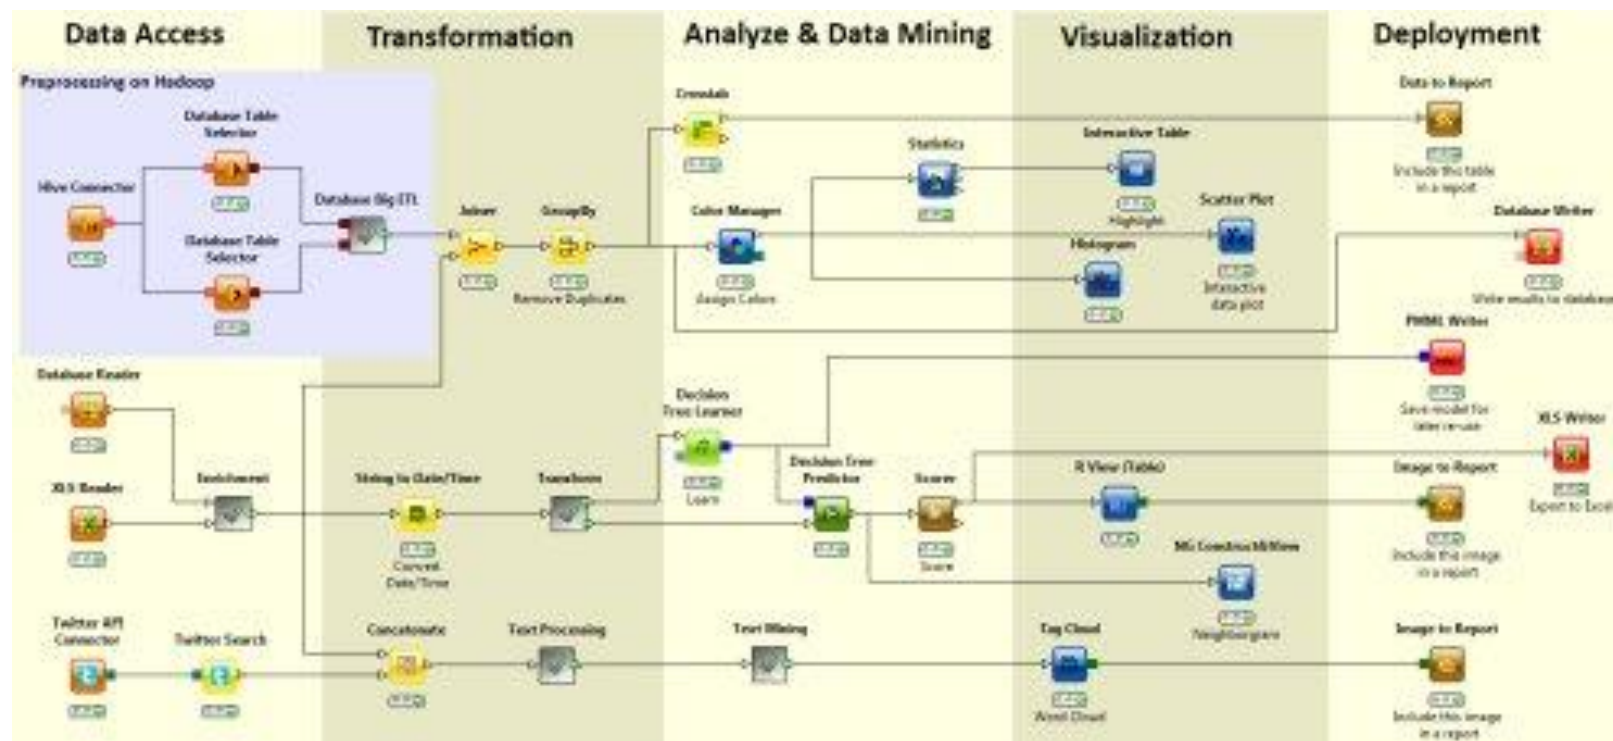 Data Access
Transformation
Analyze & Data Mining
Visualization
Deployment
Preprocessing on Hadoop
Database Table
Selector
Hive Connector
Database Table
Selector
Database Big ETL
Joiner
GroupBy
Remove Duplicates
Crosstab
Color Manager
Assign Colors
Statistics
Interactive Table
Highlight
Histogram
Scatter Plot
Interactive
data plot
Data to Report
Include this table
in a report
Database Writer
Write results to database
PMML Writer
Save model for
later re-use
Database Reader
XLS Reader
Enrichment
String to Date/Time
Convert
Date/Time
Transform
Decision
Tree Learner
Learn
Decision Tree
Predictor
Scorer
Score
R View (Table)
Neighborgram
XLS Writer
Export to Excel
Image to Report
Include this image
in a report
Twitter API
Connector
Twitter Search
Concatenate
Text Processing
Text Mining
Tag Cloud
Word Cloud
Image to Report
Include this image
in a report